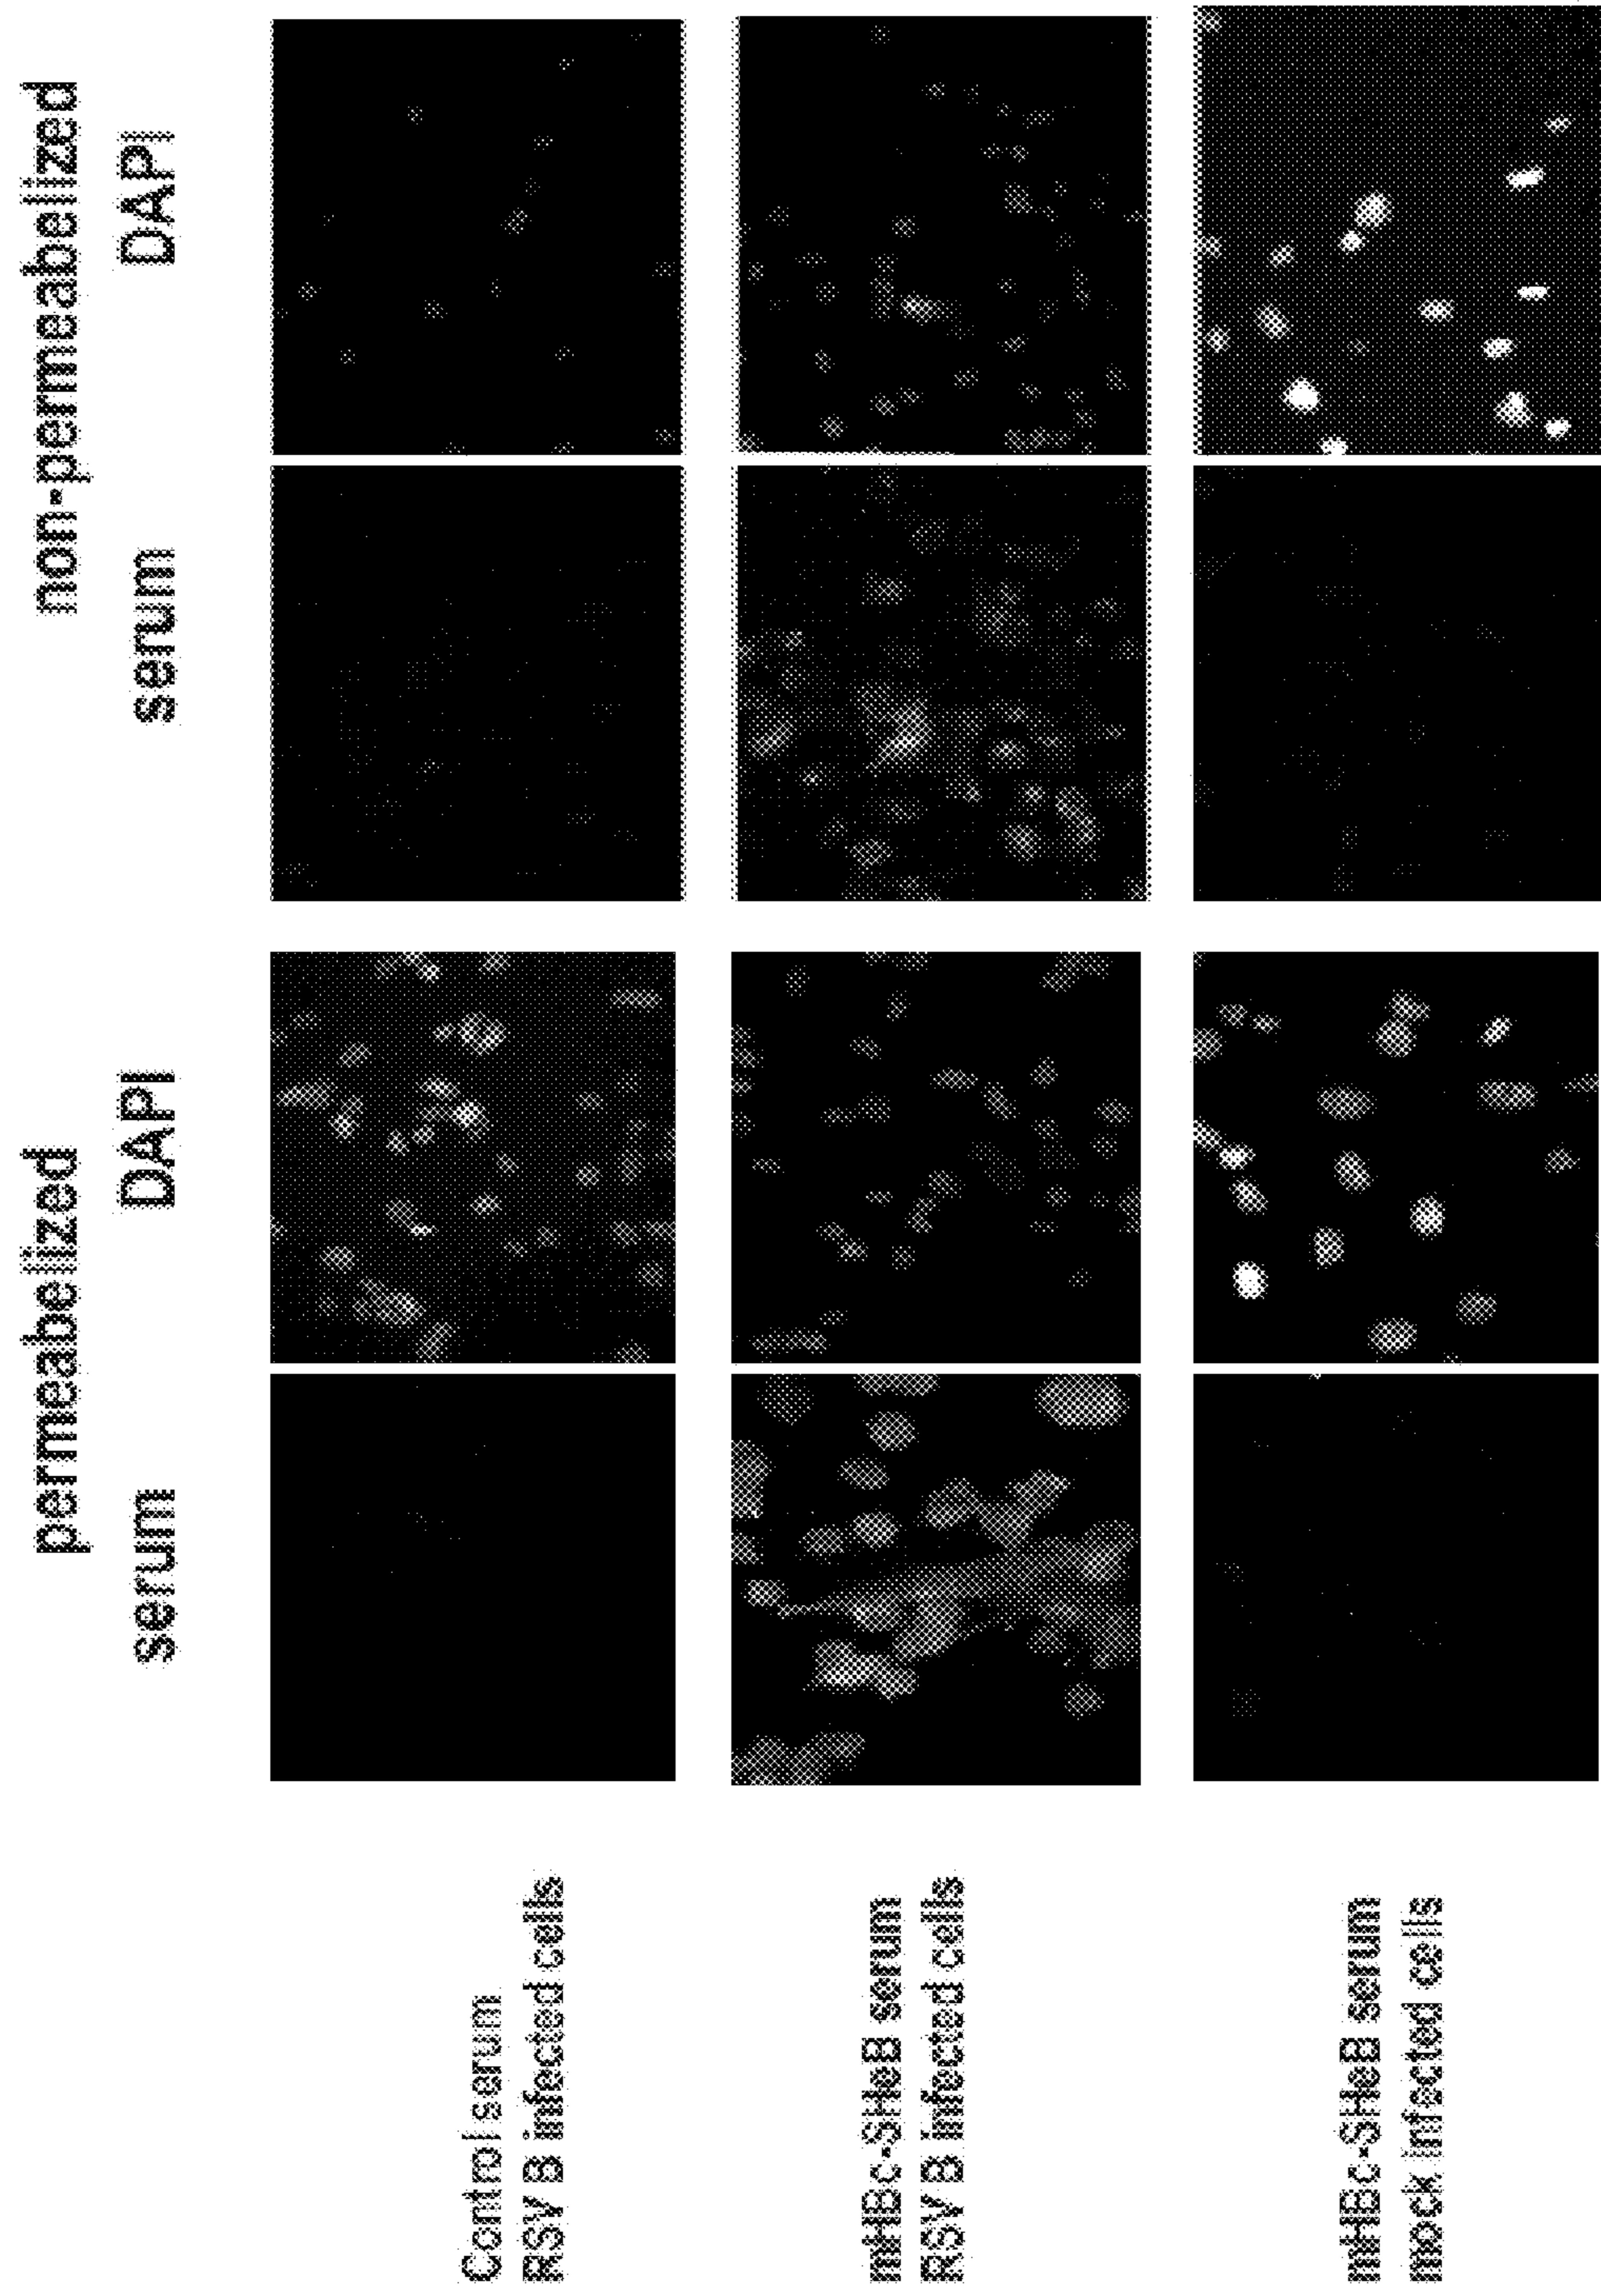 permeabelized
non-permeabelized
serum
DAPI
serum
DAPI
Control serum
RSV B infected cells
mHBc-SHeB serum
RSV B infected cells
mHBc-SHeB serum
mock infected cells